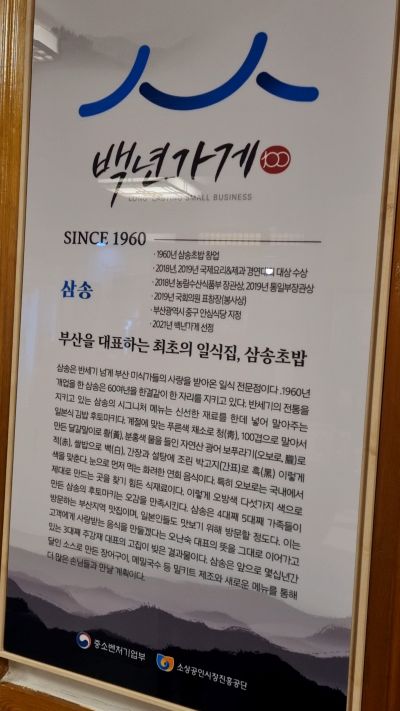 백년가게
100
LONG-LASTING SMALL BUSINESS
SINCE 1960
삼송
· 1960년 삼송초밥 창업
· 2018년, 2019년 국제요리&제과 경연대회 대상 수상
· 2018년 농림수산식품부 장관상, 2019년 통일부장관상
· 2019년 국회의원 표창장(봉사상)
· 부산광역시 중구 안심식당 지정
· 2021년 백년가게 선정
부산을 대표하는 최초의 일식집, 삼송초밥
삼송은 반세기 넘게 부산 미식가들의 사랑을 받아온 일식 전문점이다 .1960년
개업을 한 삼송은 60여년을 한결같이 한 자리를 지키고 있다. 반세기의 전통을
지키고 있는 삼송의 시그니처 메뉴는 신선한 재료를 한데 넣어 말아주는
일본식 김밥 후토마키다. 계절에 맞는 푸른색 채소로 청(靑), 100겹으로 말아서
만든 달걀말이로 황(黃), 분홍색 물을 들인 자연산 광어 보푸라기(오보로, 朧)로
적(赤), 쌀밥으로 백(白), 간장과 설탕에 조린 박고지(간표)로 흑(黑) 이렇게
색을 맞춘다. 눈으로 먼저 먹는 화려한 연회 음식이다. 특히 오보로는 국내에서
제대로 만드는 곳을 찾기 힘든 식재료이다. 이렇게 오방색 다섯가지 색으로
만든 삼송의 후토마키는 오감을 만족시킨다. 삼송은 4대째 5대째 가족들이
방문하는 부산지역 맛집이며, 일본인들도 맛보기 위해 방문할 정도다. 이는
고객에게 사랑받는 음식을 만들겠다는 오난숙 대표의 뜻을 그대로 이어가고
있는 3대째 주강재 대표의 고집이 빚은 결과물이다. 삼송은 앞으로 몇십년간
달인 소스로 만든 장어구이, 메밀국수 등 밀키트 제조와 새로운 메뉴를 통해
더 많은 손님들과 만날 계획이다.
중소벤처기업부
소상공인시장진흥공단